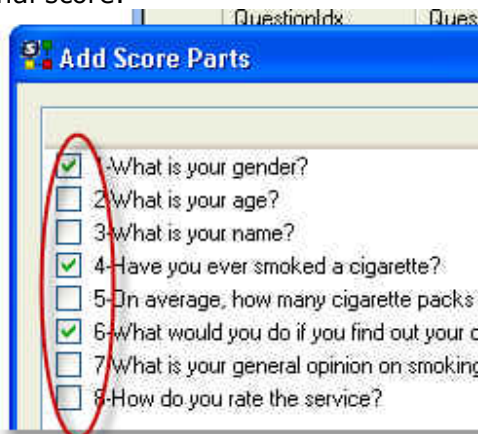 score.
QuestionIdx Ques
Add Score Parts
1-What is your gender?
2-What is your age?
3-What is your name?
4-Have you ever smoked a cigarette?
5-On average, how many cigarette packs
6-What would you do if you find out your
7-What is your general opinion on smoking
8-How do you rate the service?